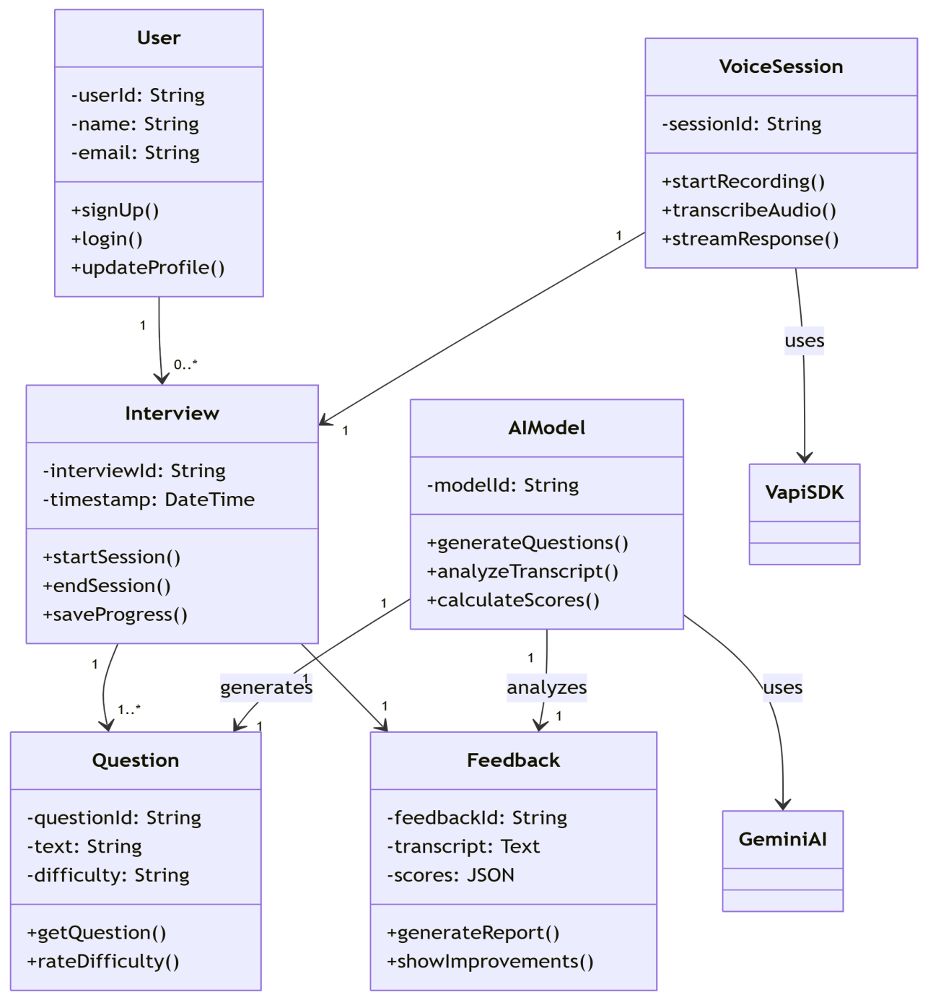 User
-userId: String
-name: String
-email: String
+signUp()
+login()
+updateProfile()
VoiceSession
-sessionId: String
+startRecording()
+transcribeAudio()
+streamResponse()
1
0..*
1
1
uses
Interview
-interviewId: String
-timestamp: DateTime
+startSession()
+endSession()
+saveProgress()
AIModel
-modelId: String
+generateQuestions()
+analyzeTranscript()
+calculateScores()
VapiSDK
1
1..*
1
generates
1
1
1
1
analyzes
1
uses
Question
-questionId: String
-text: String
-difficulty: String
+getQuestion()
+rateDifficulty()
Feedback
-feedbackId: String
-transcript: Text
-scores: JSON
+generateReport()
+showImprovements()
GeminiAI